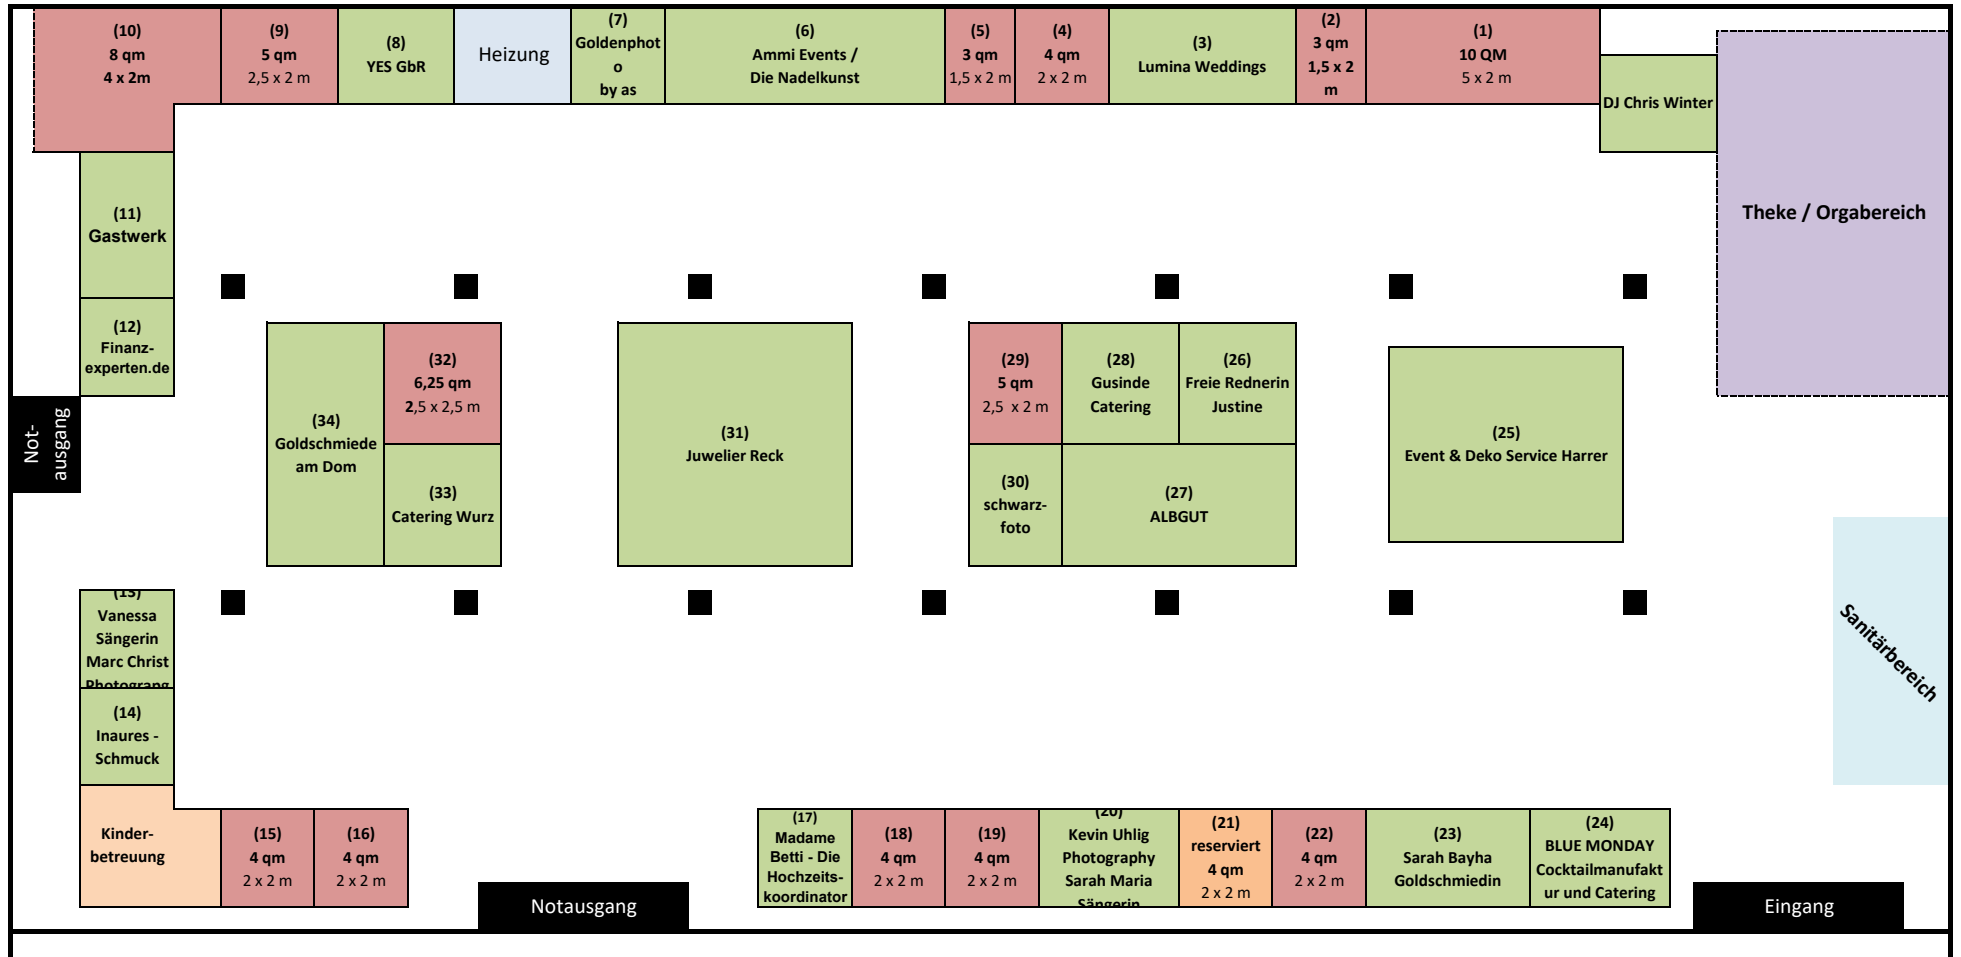 (10)
8 qm
4 x 2m
(9)
5 qm
2,5 x 2 m
(8)
YES GbR
Heizung
(7)
Goldenphot
o
by as
(6)
Ammi Events /
Die Nadelkunst
(5)
3 qm
1,5 x 2 m
(4)
4 qm
2 x 2 m
(3)
Lumina Weddings
(2)
3 qm
1,5 x 2
m
(1)
10 QM
5 x 2 m
DJ Chris Winter
Theke / Orgabereich
(11)
Gastwerk
(12)
Finanz-
experten.de
Not-
ausgang
(34)
Goldschmiede
am Dom
(32)
6,25 qm
2,5 x 2,5 m
(33)
Catering Wurz
(31)
Juwelier Reck
(29)
5 qm
2,5 x 2 m
(28)
Gusinde
Catering
(26)
Freie Rednerin
Justine
(30)
schwarz-
foto
(27)
ALBGUT
(25)
Event & Deko Service Harrer
Sanitärbereich
(13)
Vanessa
Sängerin
Marc Christ
Photograng
(14)
Inaures -
Schmuck
Kinder-
betreuung
(15)
4 qm
2 x 2 m
(16)
4 qm
2 x 2 m
Notausgang
(17)
Madame
Betti - Die
Hochzeits-
koordinator
(18)
4 qm
2 x 2 m
(19)
4 qm
2 x 2 m
(20)
Kevin Uhlig
Photography
Sarah Maria
Sängerin
(21)
reserviert
4 qm
2 x 2 m
(22)
4 qm
2 x 2 m
(23)
Sarah Bayha
Goldschmiedin
(24)
BLUE MONDAY
Cocktailmanufakt
ur und Catering
Eingang